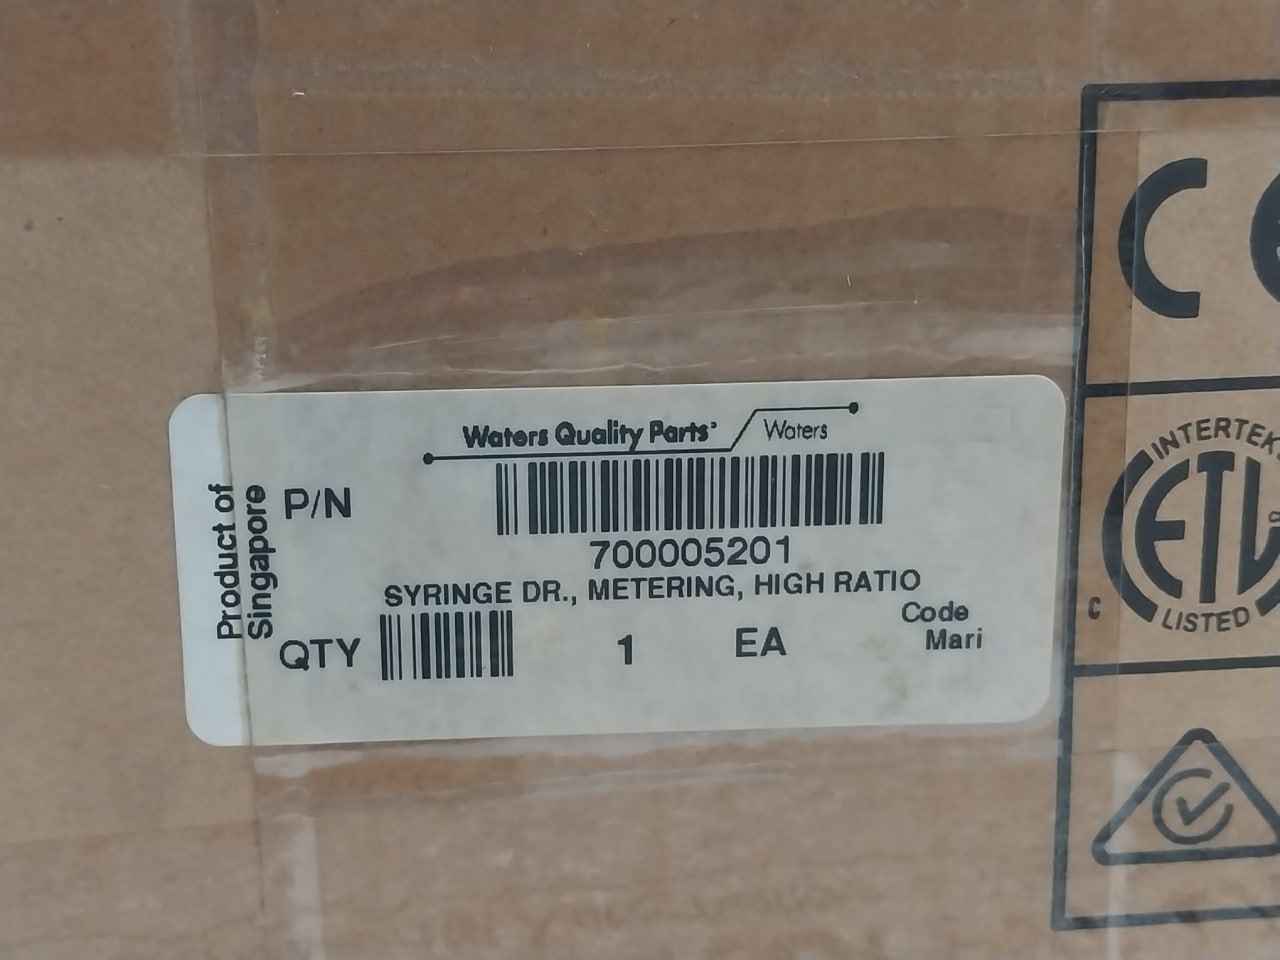 Waters Quality Parts Waters
Product of
Singapore
P/N
700005201
SYRINGE DR., METERING, HIGH RATIO
QTY 1 EA
Code
Mari
CE
INTERTEK
ETL
LISTED
C